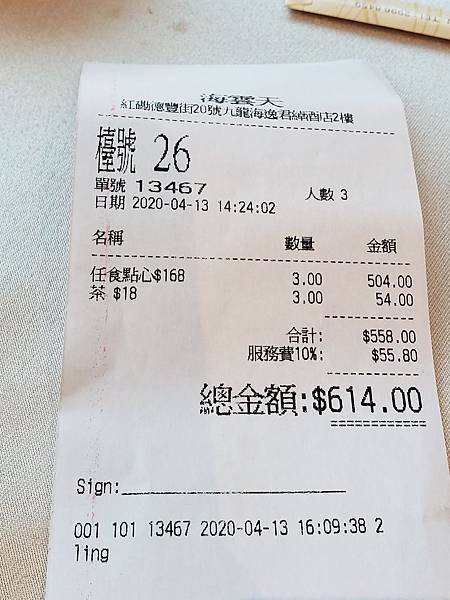 海雲天
紅磡德豐街20號九龍海逸君綽酒店2樓
檯號 26
單號 13467
人數 3
日期 2020-04-13 14:24:02
名稱 數量 金額
任食點心$168 3.00 504.00
茶 $18 3.00 54.00
合計: $558.00
服務費10%: $55.80
總金額:$614.00
Sign:
001 101 13467 2020-04-13 16:09:38 2
ling